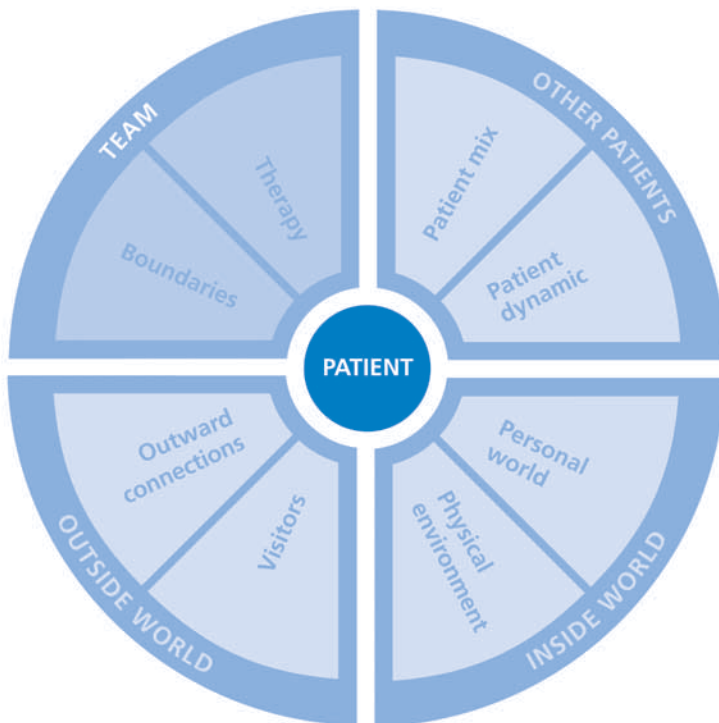 TEAM
Therapy
Boundaries
OTHER PATIENTS
Patient mix
Patient
dynamic
PATIENT
Outward
connections
Visitors
OUTSIDE WORLD
Personal
world
Physical
environment
INSIDE WORLD